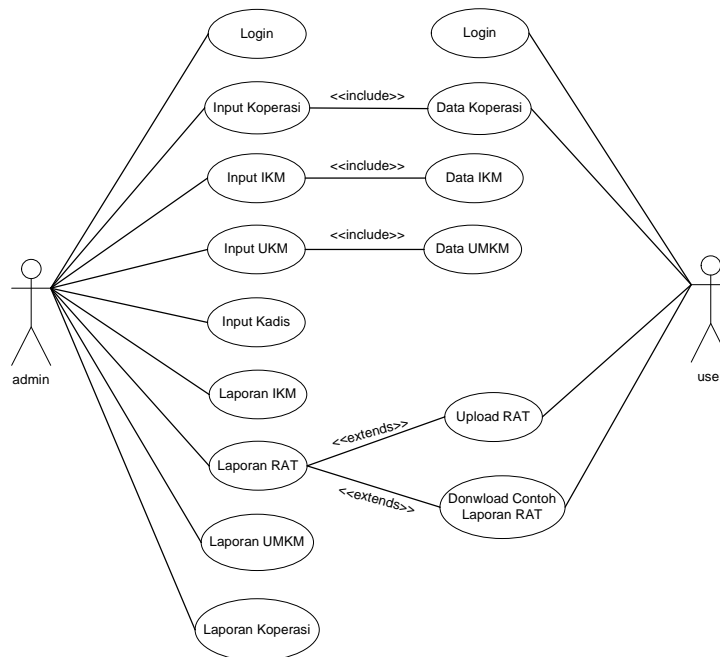 Login
Login
<<include>>
Input Koperasi
Data Koperasi
<<include>>
Input IKM
Data IKM
<<include>>
Input UKM
Data UMKM
Input Kadis
admin
use
Laporan IKM
Upload RAT
<<extends>>
Laporan RAT
<<extends>>
Donwload Contoh
Laporan RAT
Laporan UMKM
Laporan Koperasi